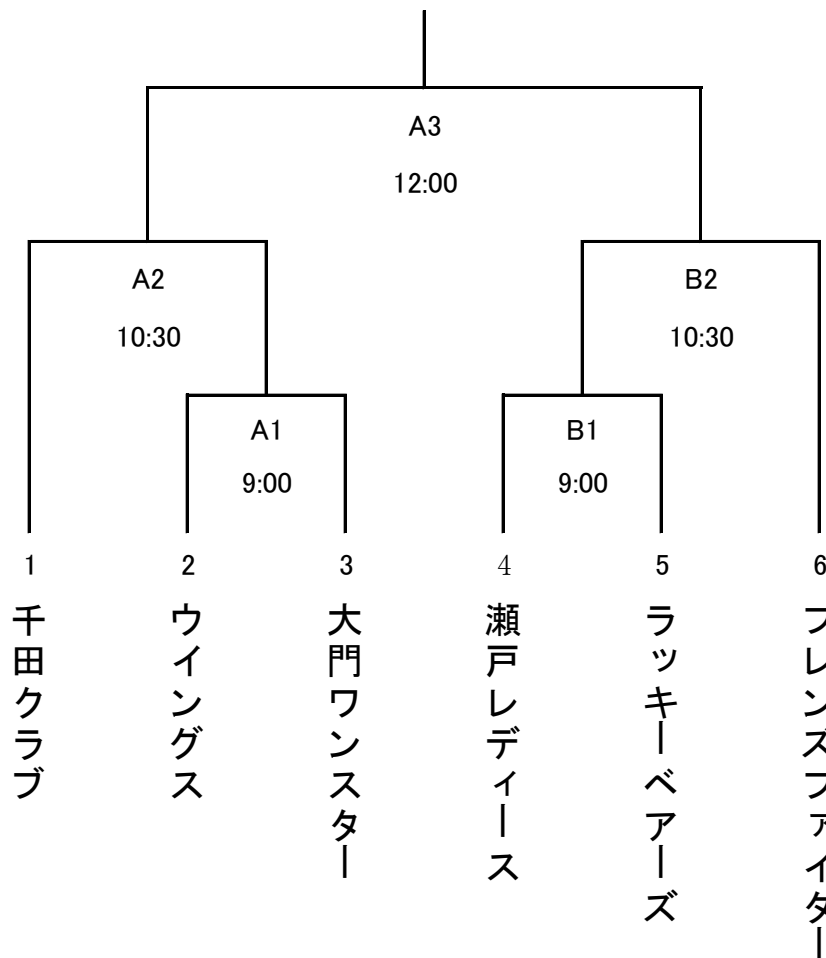 A3
12:00
A2
10:30
B2
10:30
A1
9:00
B1
9:00
1
2
3
4
5
6
千田クラブ
ウイングス
大門ワンスター
瀬戸レディース
ラッキーベアーズ
フレンズファイター